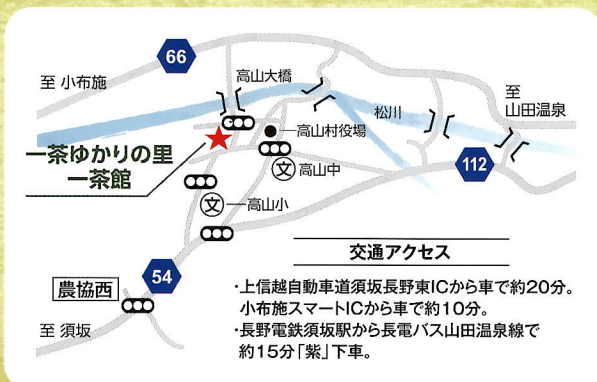 66
至 小布施
高山大橋
至
山田温泉
松川
高山村役場
一茶ゆかりの里
一茶館
文 高山中
112
文 高山小
交通アクセス
54
農協西
・上信越自動車道須坂長野東ICから車で約20分。
小布施スマートICから車で約10分。
至 須坂
・長野電鉄須坂駅から長電バス山田温泉線で
約15分「紫」下車。